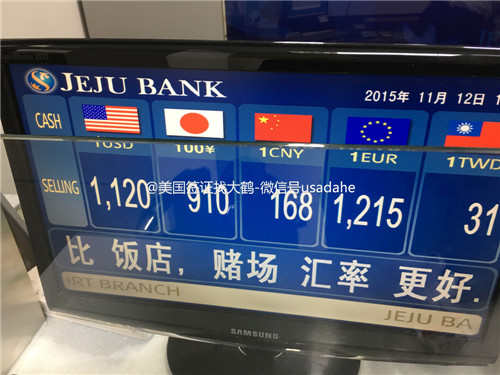 JEJU BANK
2015年 11月 12日
CASH
1USD 100¥ 1CNY 1EUR 1TWD
SELLING 1,120 910 168 1,215 31
@美国签证找大鹤-微信号usadahe
比 饭店, 赌场 汇率 更好.
RT BRANCH JEJU BA
SAMSUNG